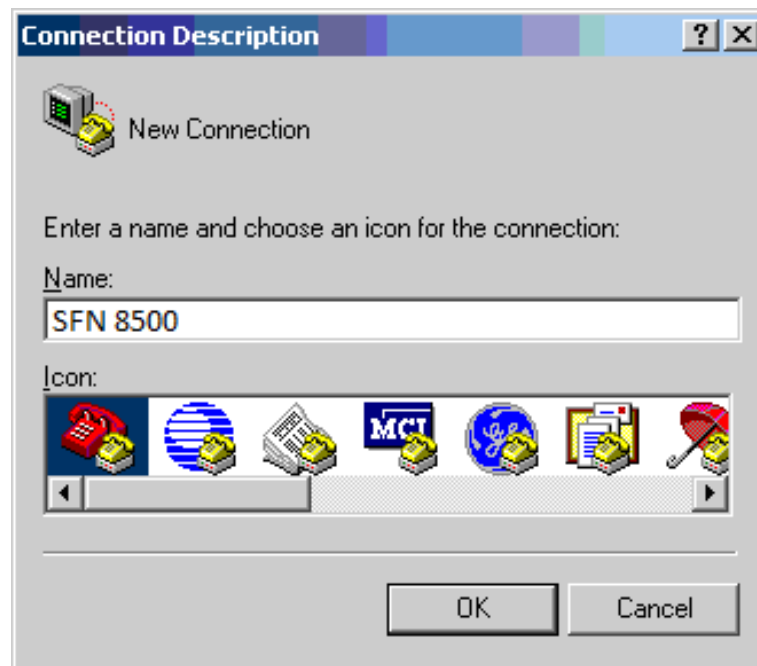 Connection Description
New Connection
Enter a name and choose an icon for the connection:
Name:
SFN 8500
Icon:
MCI
OK Cancel